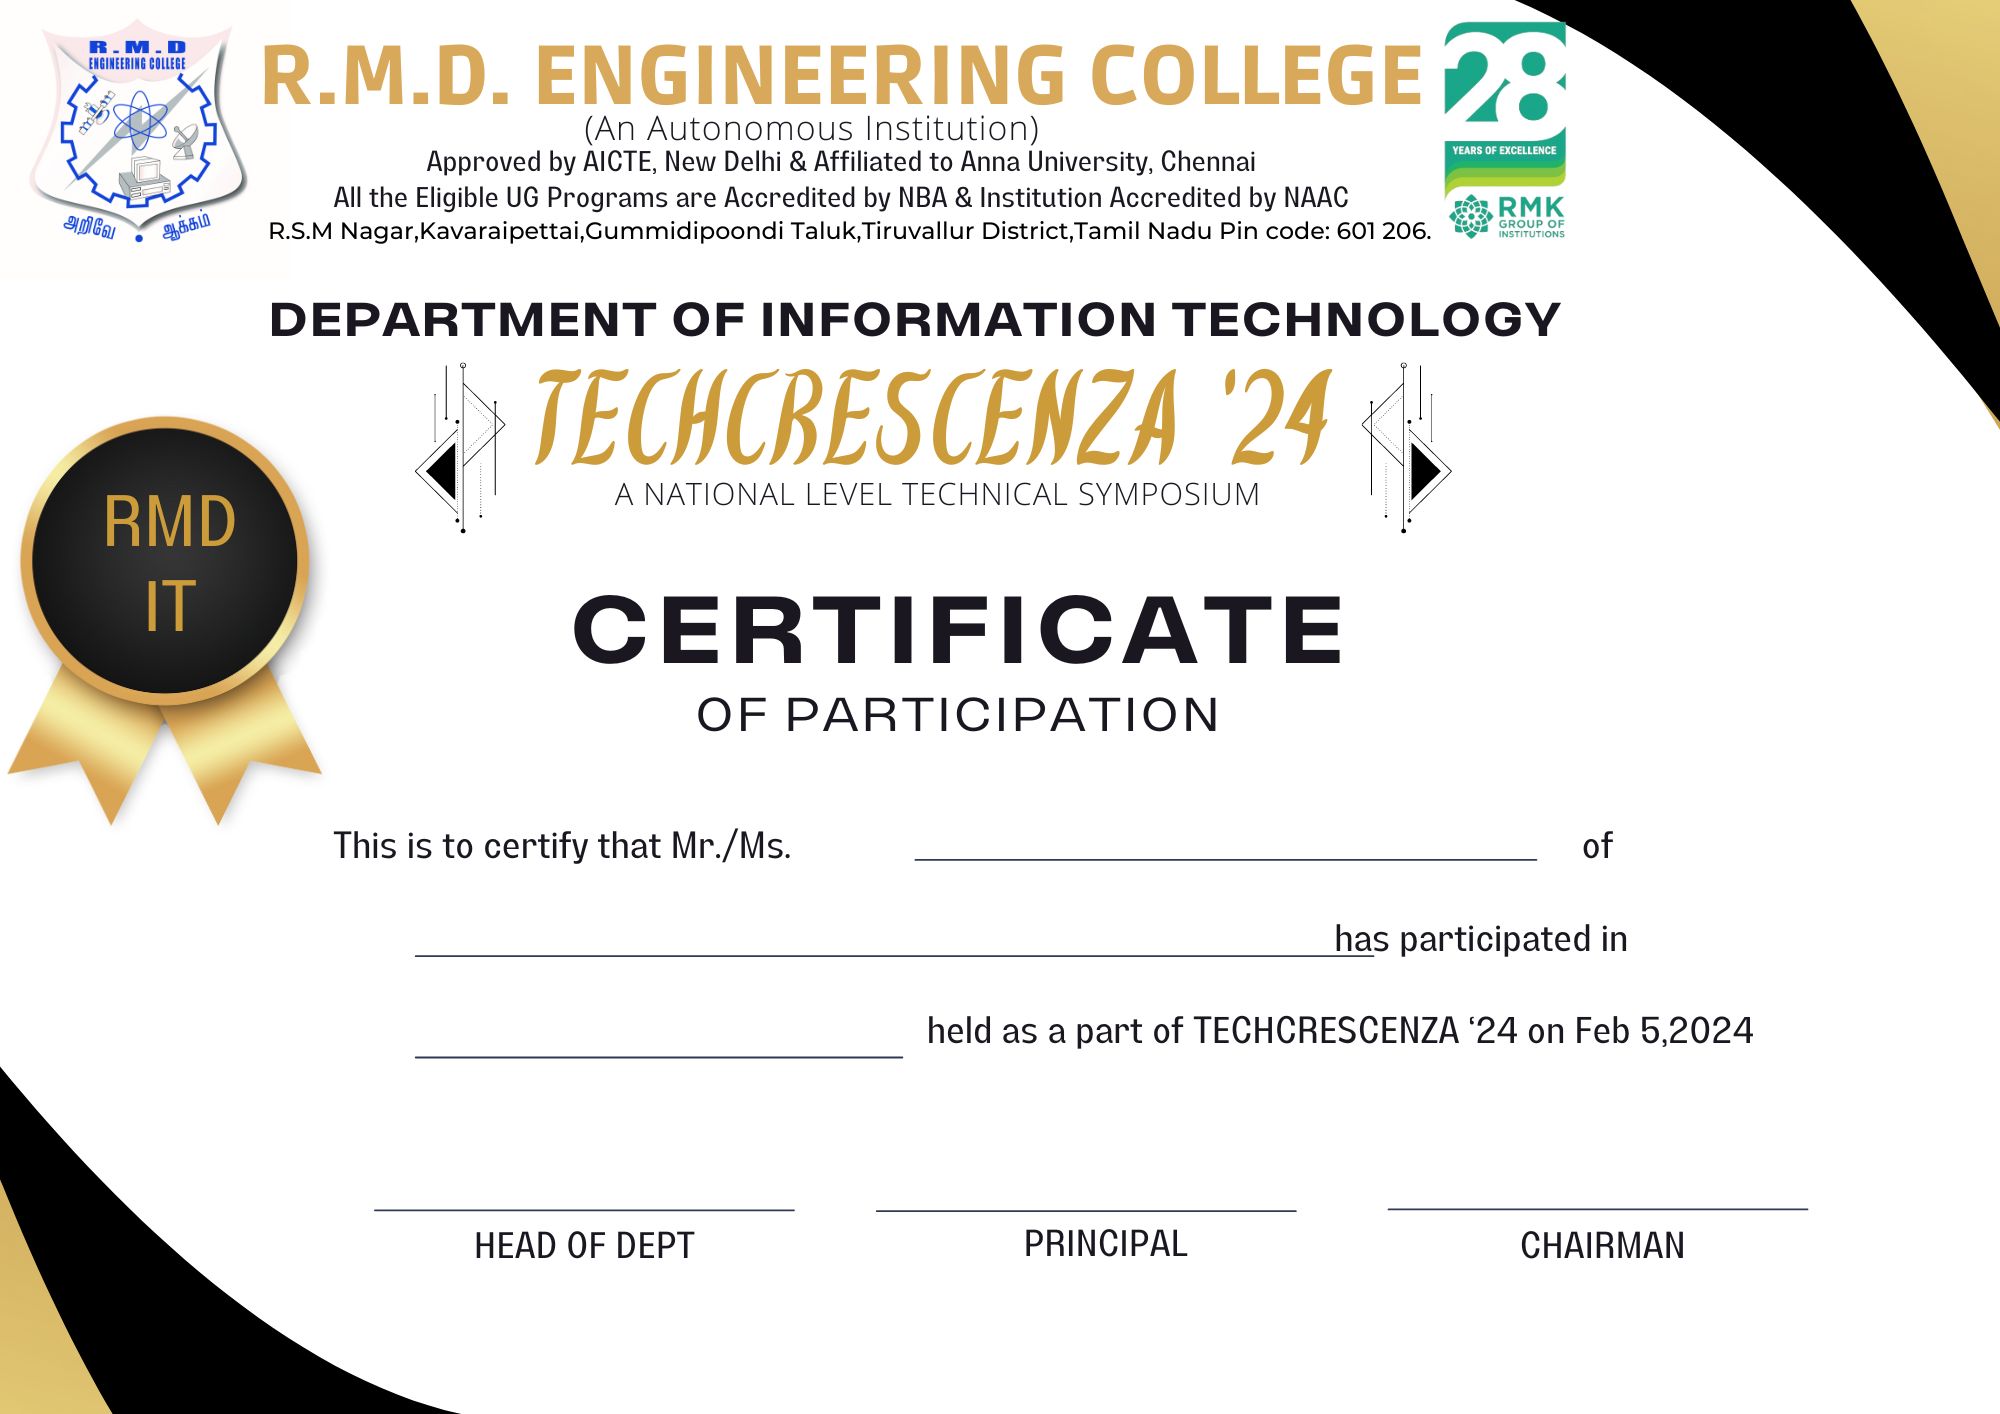 R.M.D
ENGINEERING COLLEGE
அறிவே ஆக்கம்
R.M.D. ENGINEERING COLLEGE
(An Autonomous Institution)
Approved by AICTE, New Delhi & Affiliated to Anna University, Chennai
All the Eligible UG Programs are Accredited by NBA & Institution Accredited by NAAC
R.S.M Nagar,Kavaraipettai,Gummidipoondi Taluk,Tiruvallur District,Tamil Nadu Pin code: 601 206.
28
YEARS OF EXCELLENCE
RMK
GROUP OF
INSTITUTIONS
DEPARTMENT OF INFORMATION TECHNOLOGY
TECHCRESCENZA '24
A NATIONAL LEVEL TECHNICAL SYMPOSIUM
RMD
IT
CERTIFICATE
OF PARTICIPATION
This is to certify that Mr./Ms. of
has participated in
held as a part of TECHCRESCENZA ‘24 on Feb 5,2024
HEAD OF DEPT
PRINCIPAL
CHAIRMAN